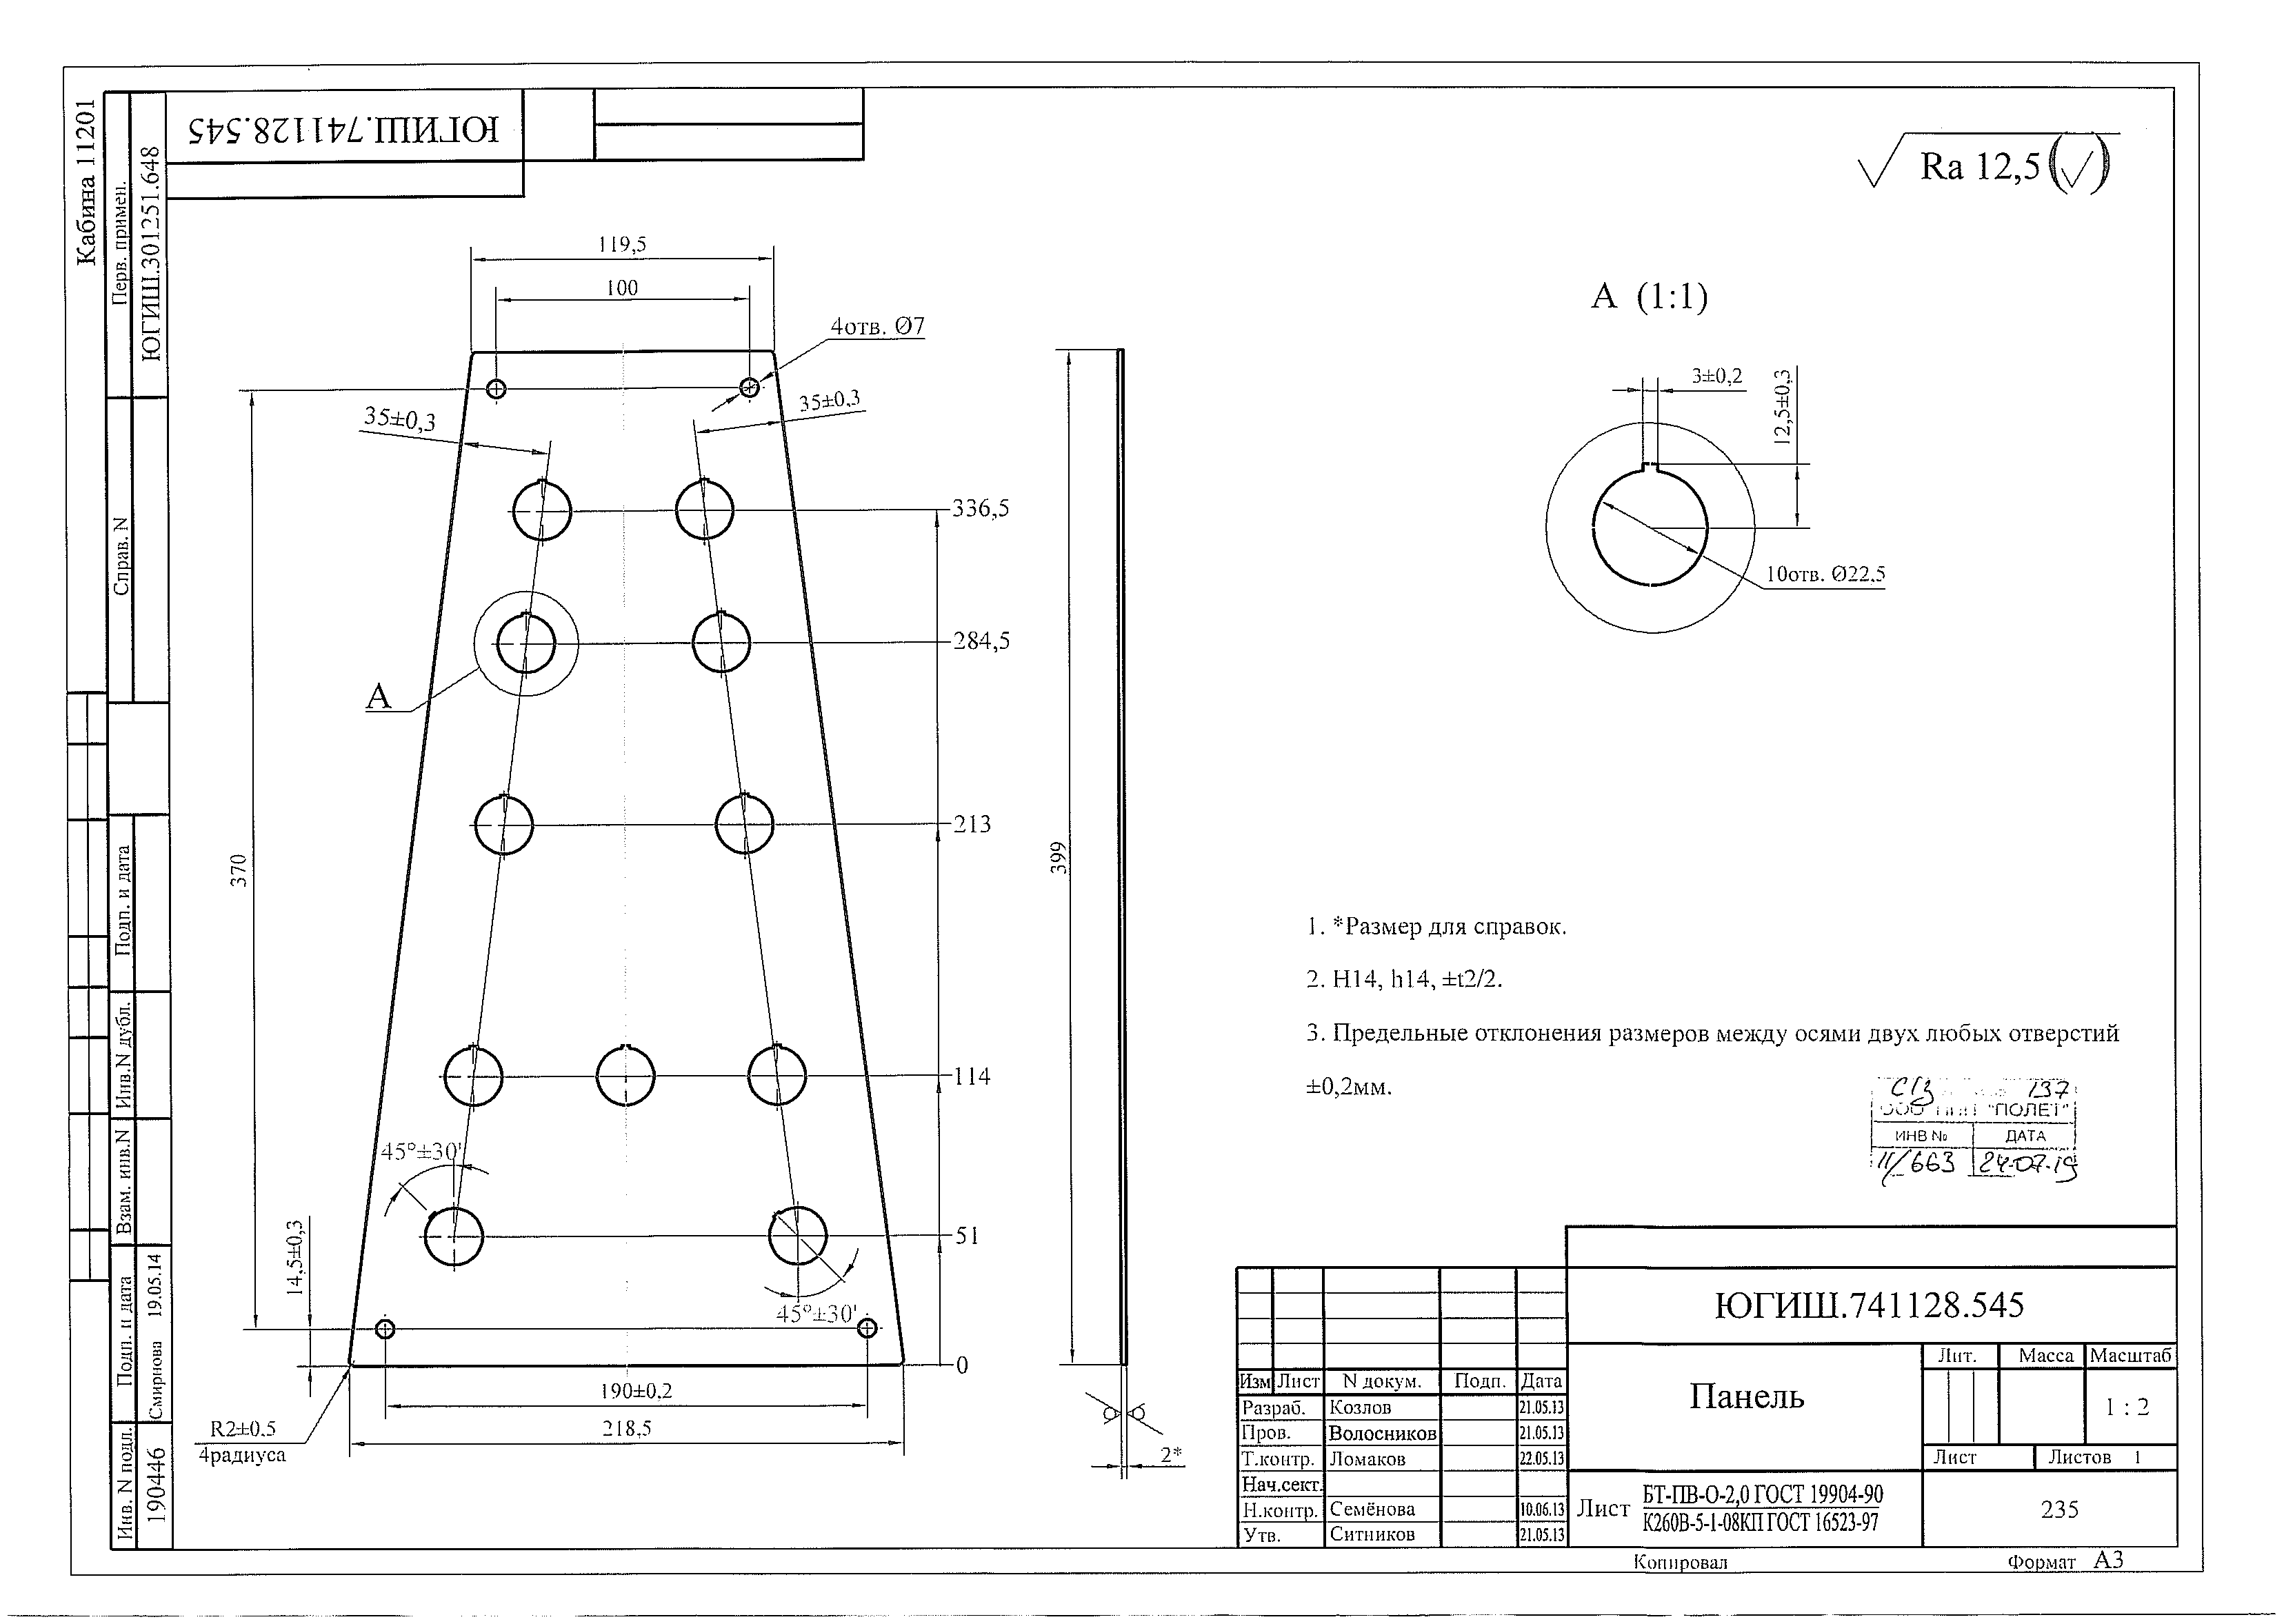 Кабина 11201
Перв. примен.
ЮГИШ.301251.648
Справ. N
Подп. и дата
Инв.N дубл.
Взам. инв.N
Подп. и дата
Смирнова 19.05.14
Инв. N подл.
190446
ЮГИШ.741128.545
Ra 12,5
119,5
100
4отв. Ø7
35±0,3
35±0,3
336,5
284,5
А
213
370
399
114
45°±30'
51
14,5±0,3
45°±30'
0
190±0,2
R2±0,5
4радиуса
218,5
2*
А (1:1)
3±0,2
12,5±0,3
10отв. Ø22,5
1. *Размер для справок.
2. H14, h14, ±t2/2.
3. Предельные отклонения размеров между осями двух любых отверстий
±0,2мм.
137
"ПОЛЕТ"
ИНВ № ДАТА
11/663 24-07-19
ЮГИШ.741128.545
Изм Лист N докум. Подп. Дата
Разраб. Козлов 21.05.13
Пров. Волосников 21.05.13
Т.контр. Ломаков 22.05.13
Нач.сект.
Н.контр. Семёнова 10.06.13
Утв. Ситников 21.05.13
Панель
Лит. Масса Масштаб
1 : 2
Лист Листов 1
Лист БТ-ПВ-О-2,0 ГОСТ 19904-90
К260В-5-1-08КП ГОСТ 16523-97
235
Копировал Формат А3